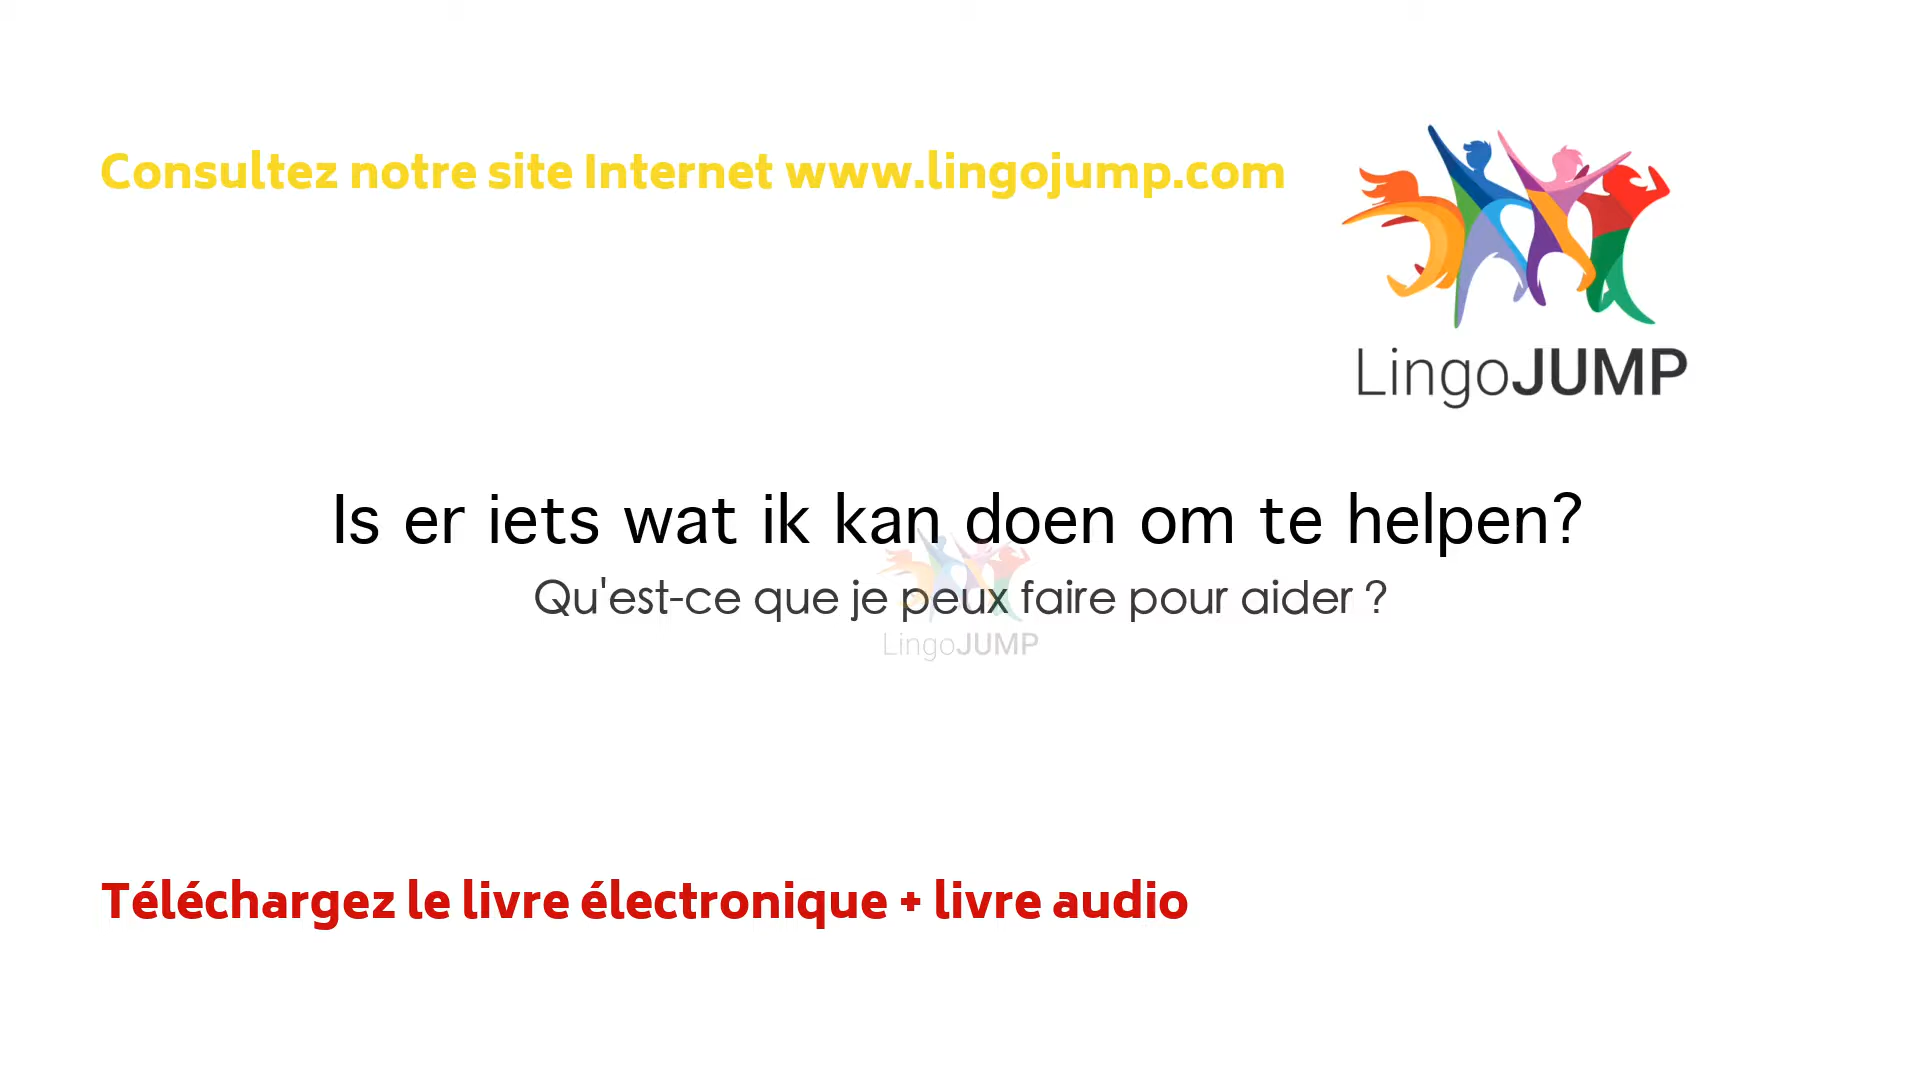 Consultez notre site Internet www.lingojump.com
LingoJUMP
Is er iets wat ik kan doen om te helpen?
Qu'est-ce que je peux faire pour aider ?
LingoJUMP
Téléchargez le livre électronique + livre audio